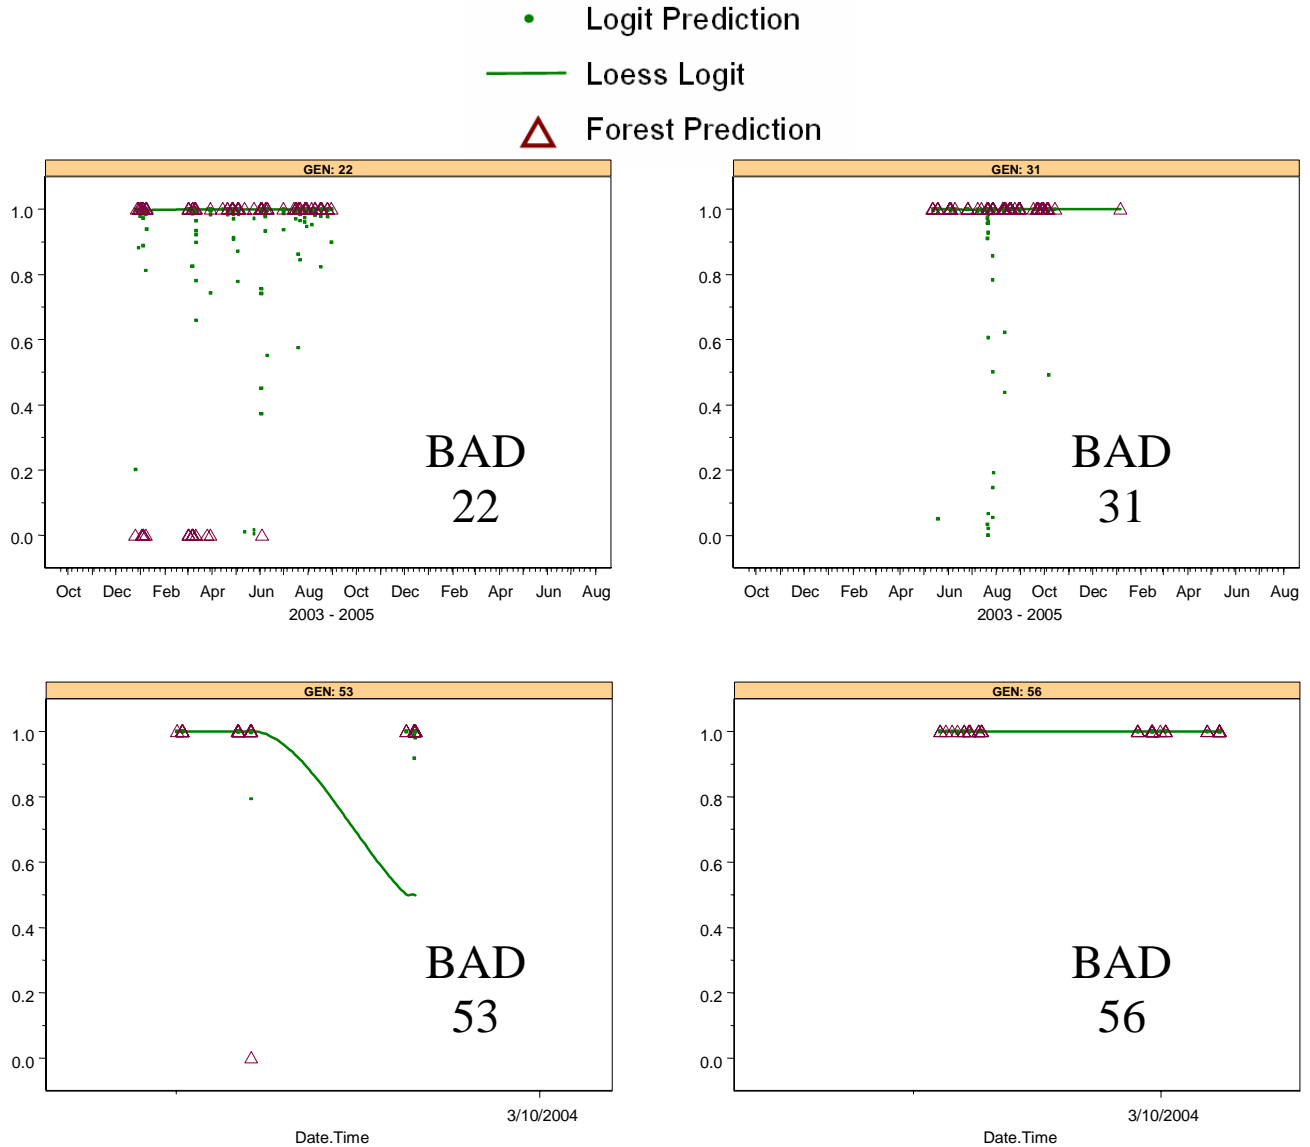 Logit Prediction
Loess Logit
Forest Prediction
GEN: 22
1.0
0.8
0.6
0.4
0.2
0.0
BAD
22
Oct Dec Feb Apr Jun Aug Oct Dec Feb Apr Jun Aug
2003 - 2005
GEN: 31
1.0
0.8
0.6
0.4
0.2
0.0
BAD
31
Oct Dec Feb Apr Jun Aug Oct Dec Feb Apr Jun Aug
2003 - 2005
GEN: 53
1.0
0.8
0.6
0.4
0.2
0.0
BAD
53
3/10/2004
Date.Time
GEN: 56
1.0
0.8
0.6
0.4
0.2
0.0
BAD
56
3/10/2004
Date.Time